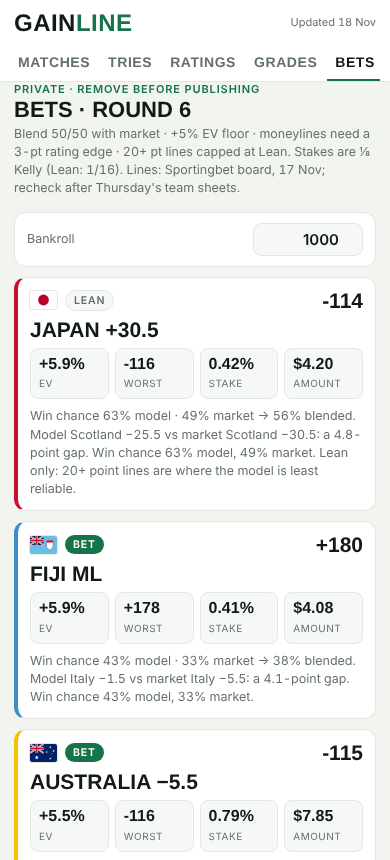 GAINLINE
Updated 18 Nov
MATCHES TRIES RATINGS GRADES BETS
PRIVATE · REMOVE BEFORE PUBLISHING
BETS · ROUND 6
Blend 50/50 with market · +5% EV floor · moneylines need a
3-pt rating edge · 20+ pt lines capped at Lean. Stakes are ⅛
Kelly (Lean: 1/16). Lines: Sportingbet board, 17 Nov;
recheck after Thursday's team sheets.
Bankroll 1000
LEAN -114
JAPAN +30.5
+5.9% -116 0.42% $4.20
EV WORST STAKE AMOUNT
Win chance 63% model · 49% market → 56% blended.
Model Scotland −25.5 vs market Scotland −30.5: a 4.8-
point gap. Win chance 63% model, 49% market. Lean
only: 20+ point lines are where the model is least
reliable.
BET +180
FIJI ML
+5.9% +178 0.41% $4.08
EV WORST STAKE AMOUNT
Win chance 43% model · 33% market → 38% blended.
Model Italy −1.5 vs market Italy −5.5: a 4.1-point gap.
Win chance 43% model, 33% market.
BET -115
AUSTRALIA −5.5
+5.5% -116 0.79% $7.85
EV WORST STAKE AMOUNT